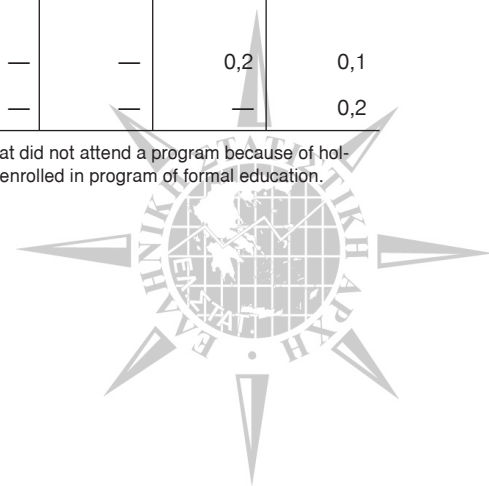 — — 0,2 0,1
— — — 0,2
at did not attend a program because of hol-
enrolled in program of formal education.
ΕΛΛΗΝΙΚΗ ΣΤΑΤΙΣΤΙΚΗ ΑΡΧΗ
ΕΛΣΤΑΤ.